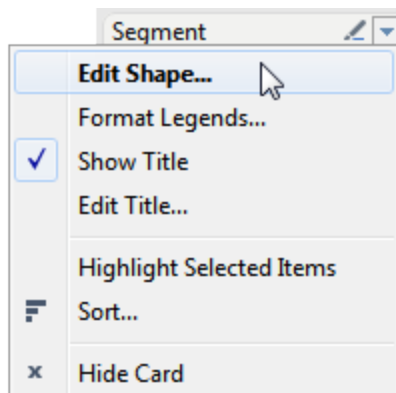 Segment
Edit Shape...
Format Legends...
Show Title
Edit Title...
Highlight Selected Items
Sort...
Hide Card